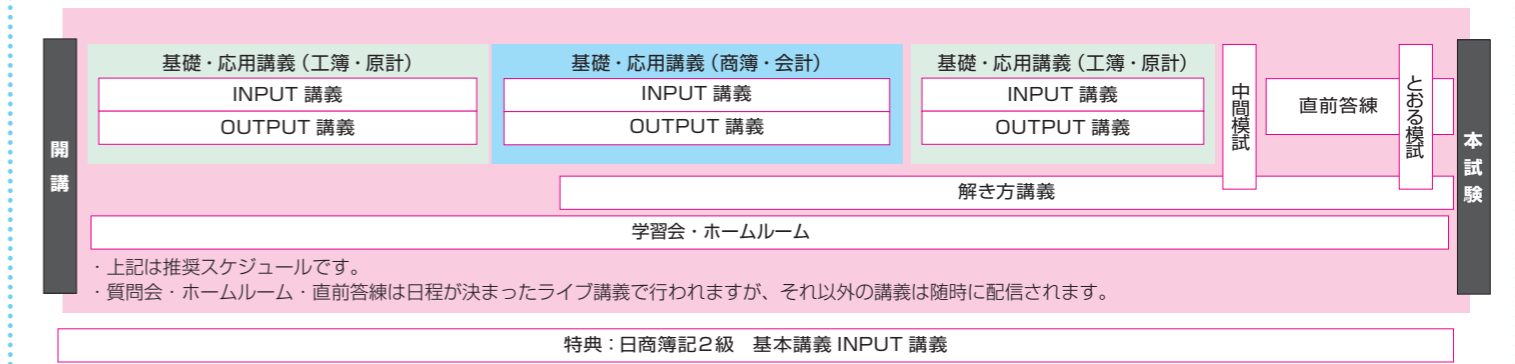 開講
基礎・応用講義(工簿・原計)
INPUT 講義
OUTPUT 講義
基礎・応用講義(商簿・会計)
INPUT 講義
OUTPUT 講義
基礎・応用講義(工簿・原計)
INPUT 講義
OUTPUT 講義
中間模試
直前答練
とおる模試
本試験
解き方講義
学習会・ホームルーム
・上記は推奨スケジュールです。
・質問会・ホームルーム・直前答練は日程が決まったライブ講義で行われますが、それ以外の講義は随時に配信されます。
特典:日商簿記2級 基本講義 INPUT 講義